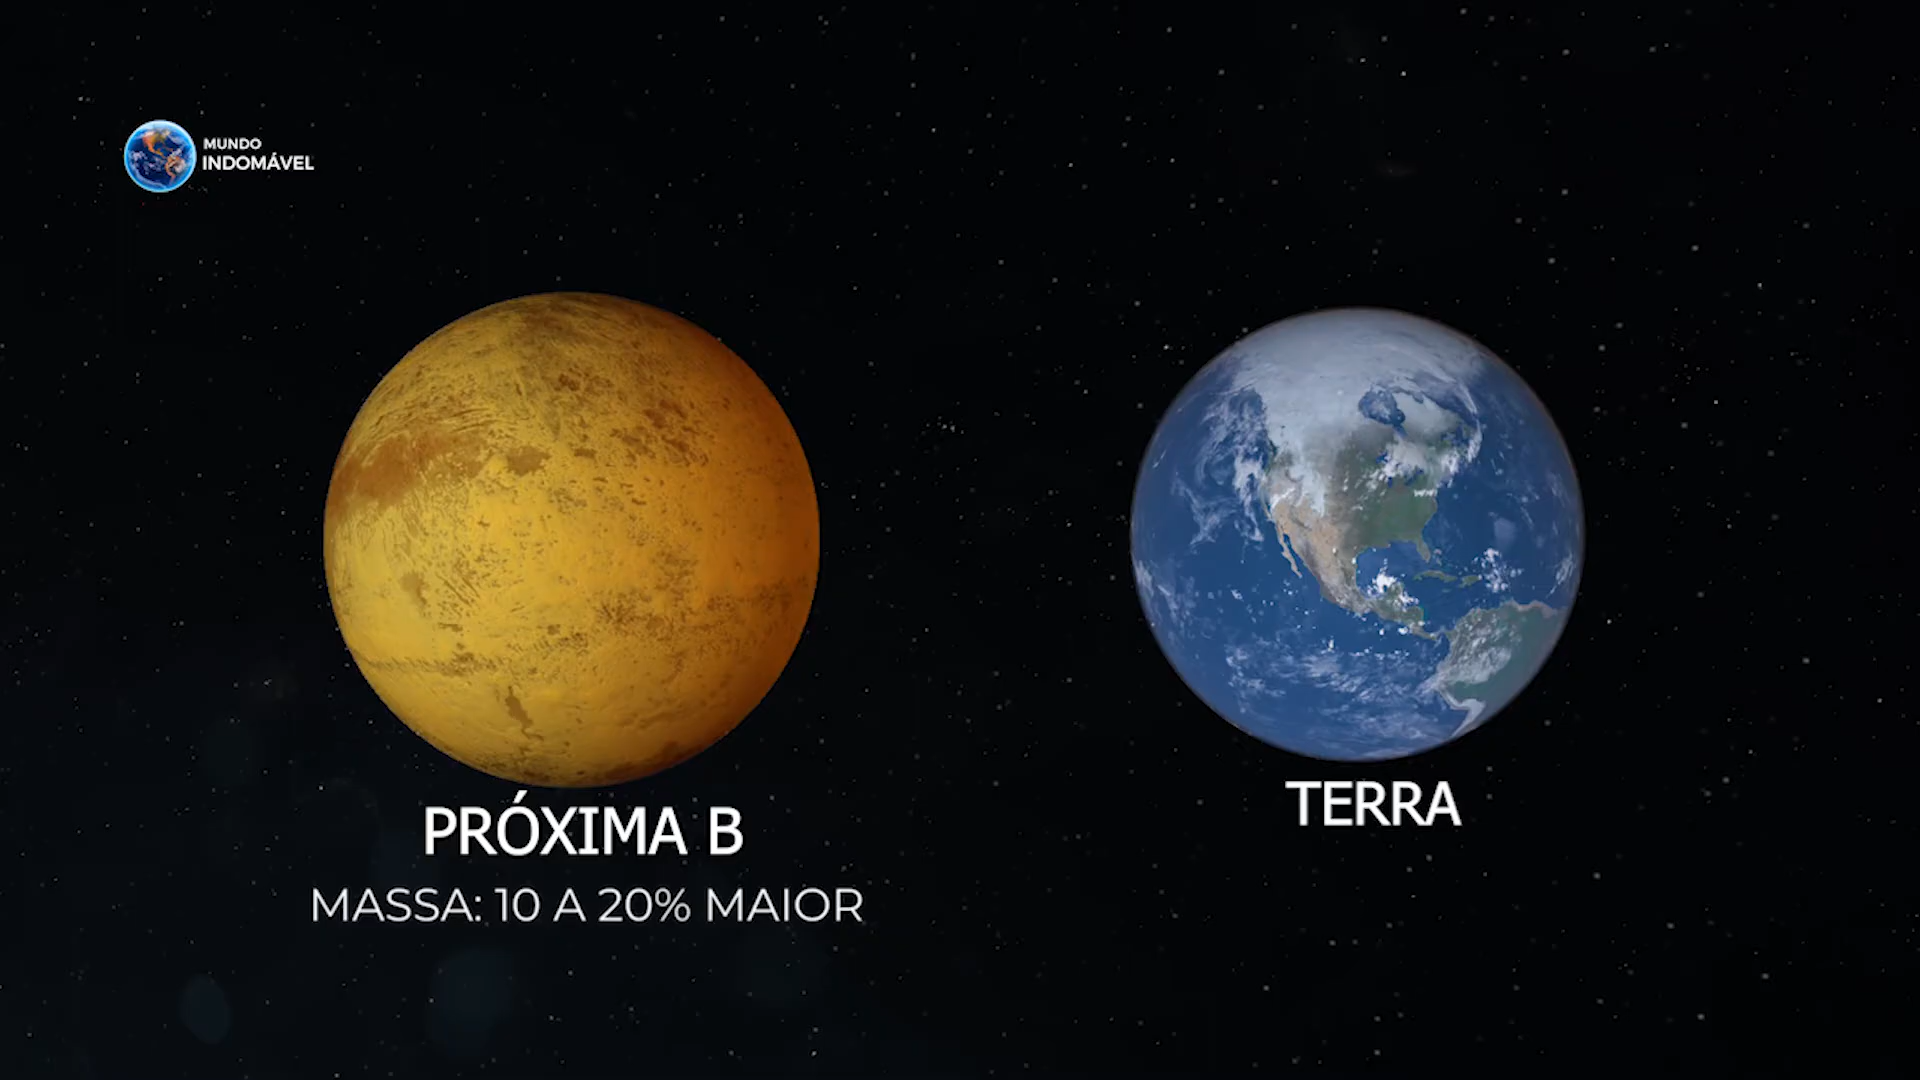 MUNDO
INDOMÁVEL
PRÓXIMA B
MASSA: 10 A 20% MAIOR
TERRA